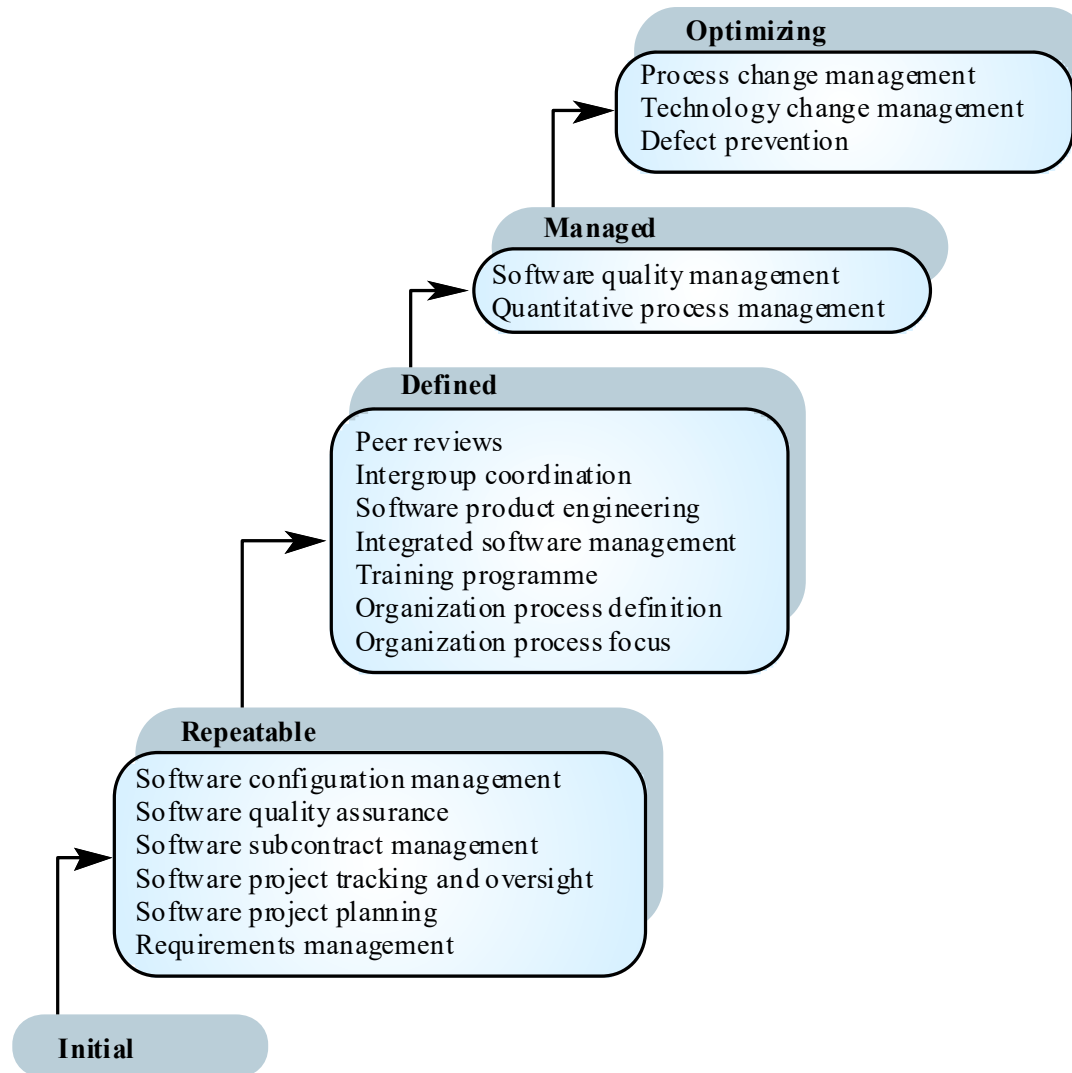 Optimizing
Process change management
Technology change management
Defect prevention
Managed
Software quality management
Quantitative process management
Defined
Peer reviews
Intergroup coordination
Software product engineering
Integrated software management
Training programme
Organization process definition
Organization process focus
Repeatable
Software configuration management
Software quality assurance
Software subcontract management
Software project tracking and oversight
Software project planning
Requirements management
Initial